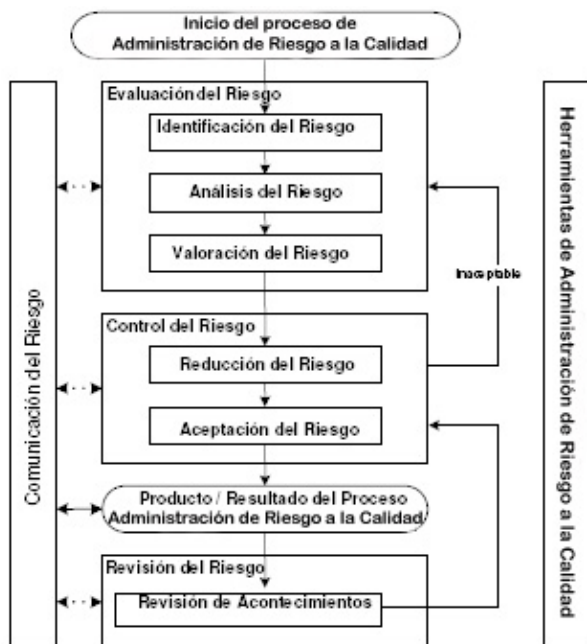 Inicio del proceso de
Administración de Riesgo a la Calidad
Evaluación del Riesgo
Identificación del Riesgo
Análisis del Riesgo
Valoración del Riesgo
Inaceptable
Control del Riesgo
Reducción del Riesgo
Aceptación del Riesgo
Producto / Resultado del Proceso
Administración de Riesgo a la Calidad
Revisión del Riesgo
Revisión de Acontecimientos
Comunicación del Riesgo
Herramientas de Administración de Riesgo a la Calidad